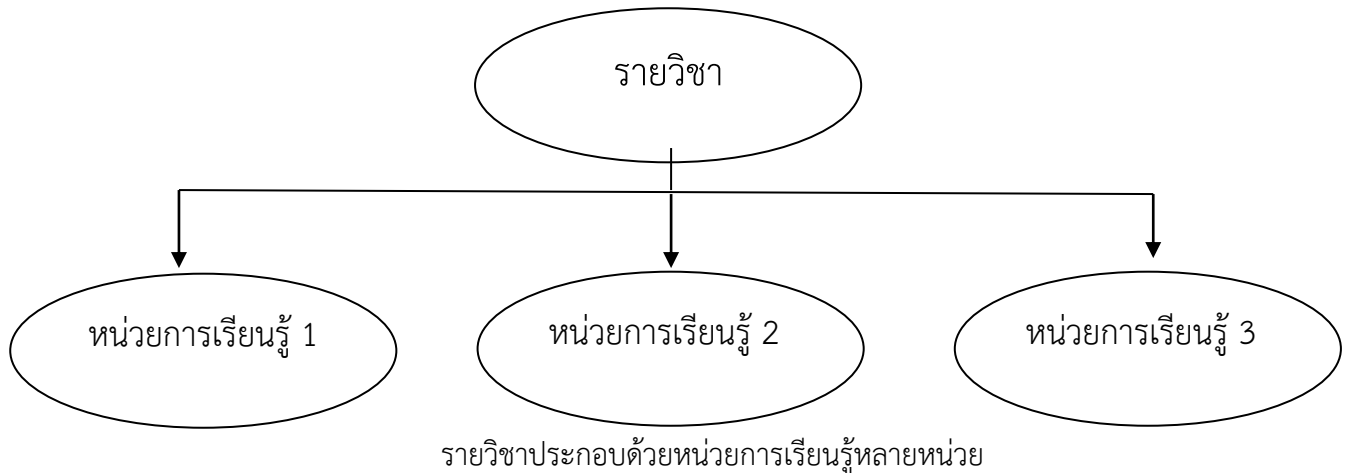 รายวิชา
หน่วยการเรียนรู้ 1
หน่วยการเรียนรู้ 2
หน่วยการเรียนรู้ 3
รายวิชาประกอบด้วยหน่วยการเรียนรู้หลายหน่วย